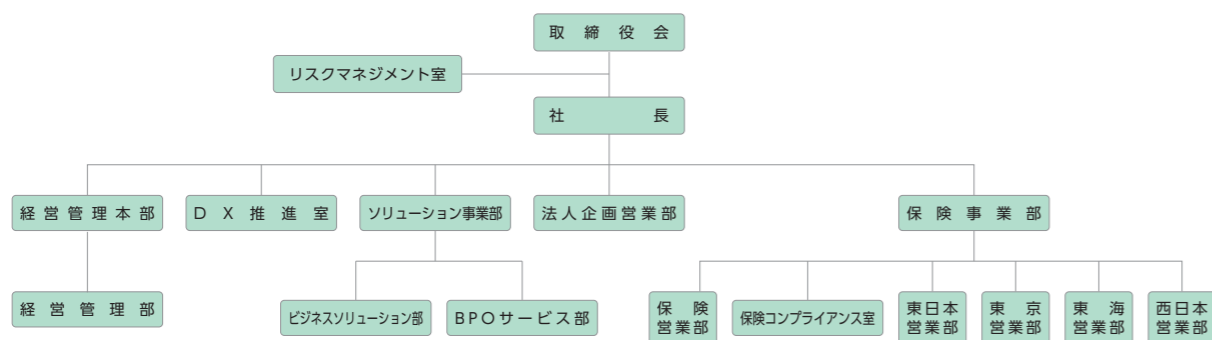 取締役会
リスクマネジメント室
社長
経営管理本部
DX推進室
ソリューション事業部
法人企画営業部
保険事業部
経営管理部
ビジネスソリューション部
BPOサービス部
保険
営業部
保険コンプライアンス室
東日本
営業部
東京
営業部
東海
営業部
西日本
営業部